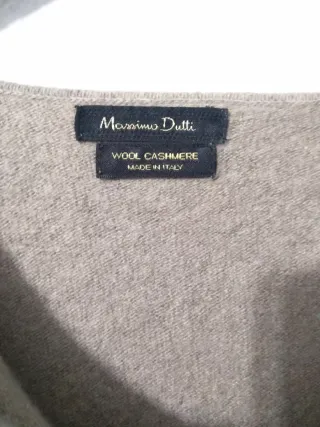 Massimo Dutti
WOOL CASHMERE
MADE IN ITALY